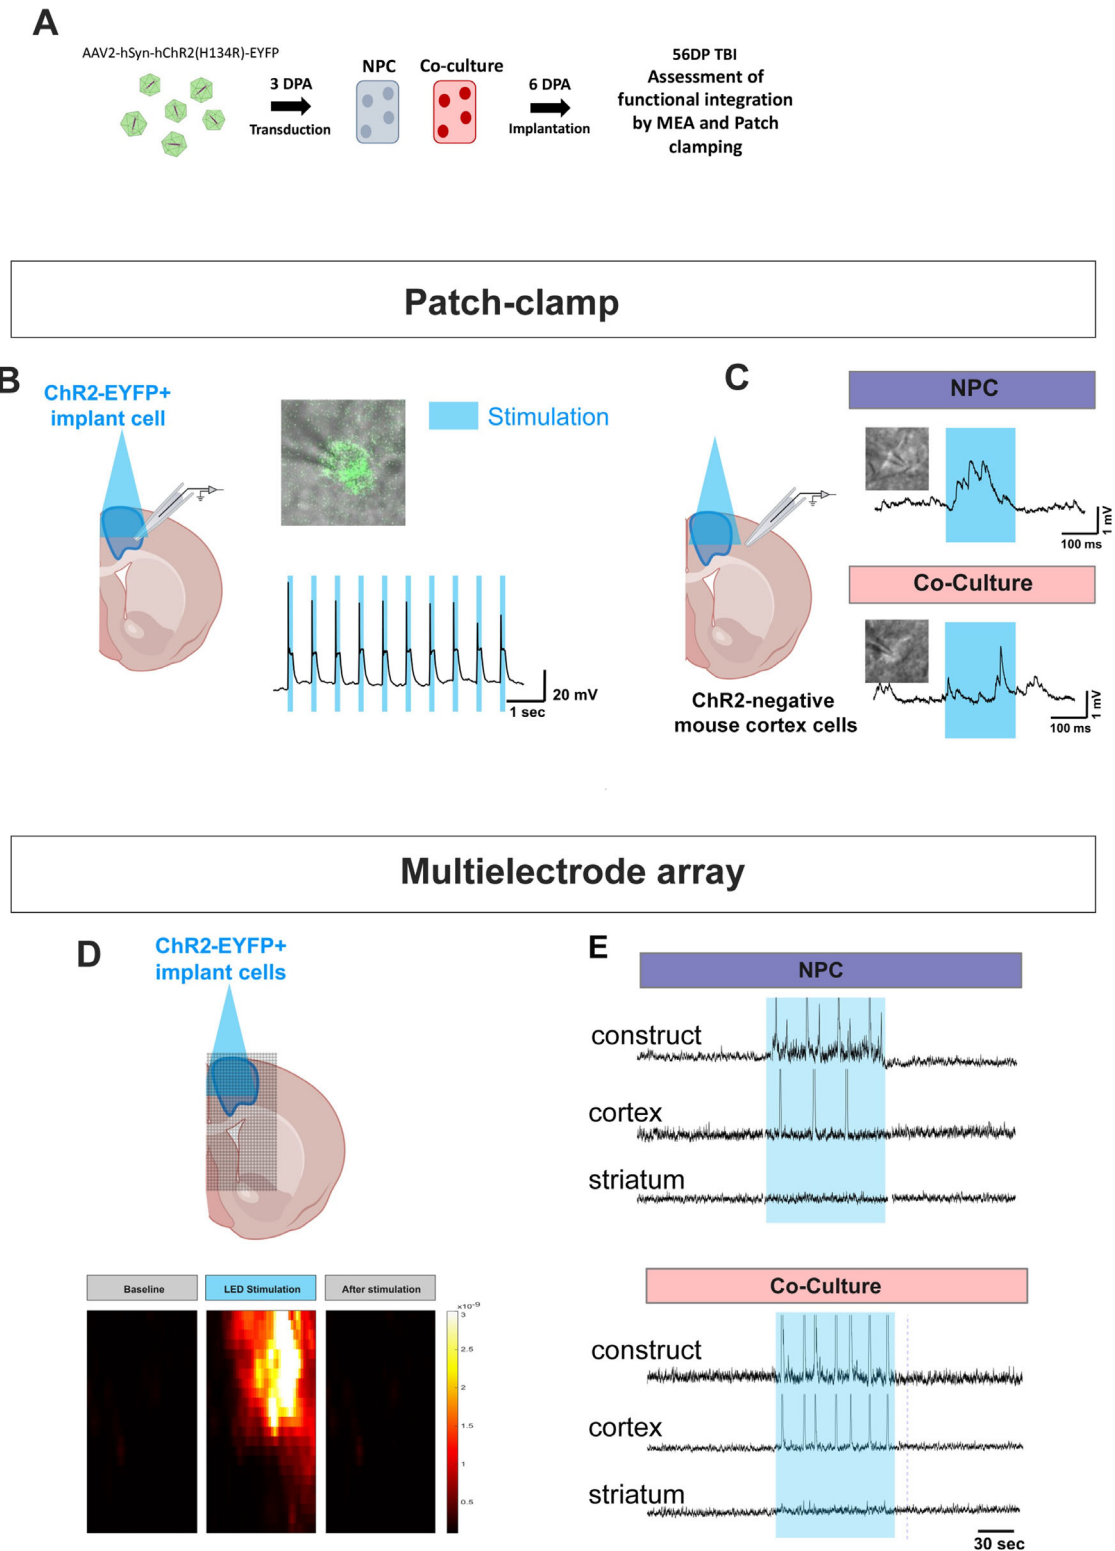 A
AAV2-hSyn-hChR2(H134R)-EYFP
3 DPA
Transduction
NPC
Co-culture
6 DPA
Implantation
56DP TBI
Assessment of
functional integration
by MEA and Patch
clamping
Patch-clamp
B
ChR2-EYFP+
implant cell
Stimulation
20 mV
1 sec
C
NPC
1 mV
100 ms
Co-Culture
1 mV
100 ms
ChR2-negative
mouse cortex cells
Multielectrode array
D
ChR2-EYFP+
implant cells
Baseline
LED Stimulation
After stimulation
×10⁻⁹
3
2.5
2
1.5
1
0.5
E
NPC
construct
cortex
striatum
Co-Culture
construct
cortex
striatum
30 sec